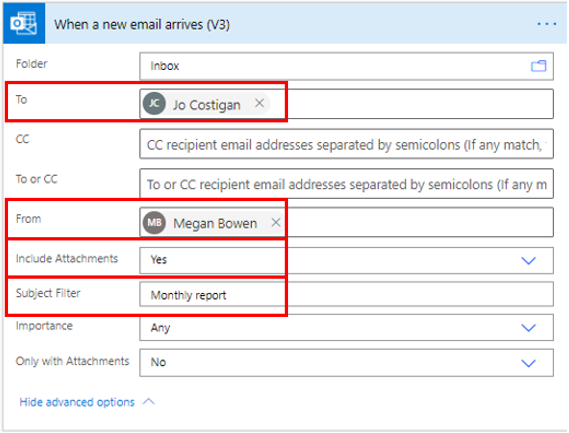 When a new email arrives (V3)
Folder
Inbox
To
JC Jo Costigan
CC
CC recipient email addresses separated by semicolons (If any match,
To or CC
To or CC recipient email addresses separated by semicolons (If any m
From
MB Megan Bowen
Include Attachments
Yes
Subject Filter
Monthly report
Importance
Any
Only with Attachments
No
Hide advanced options